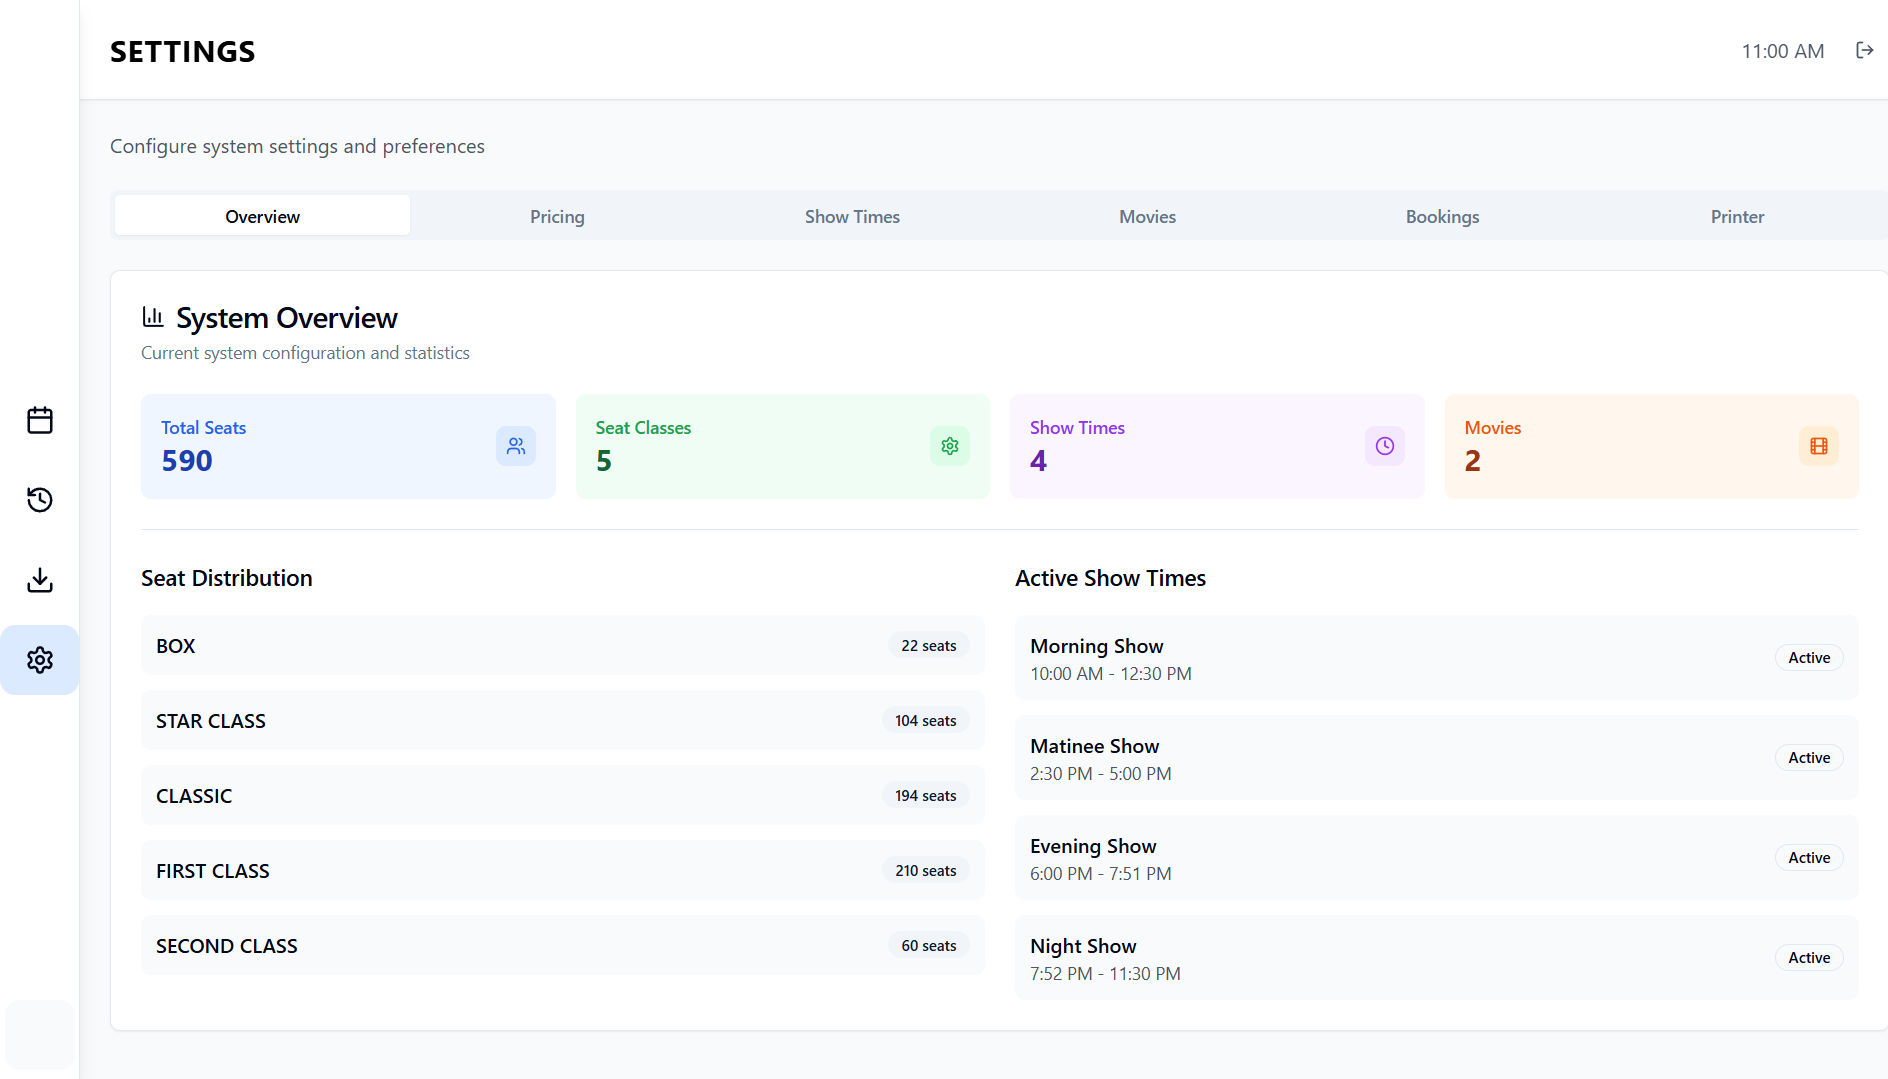 SETTINGS
11:00 AM
Configure system settings and preferences
Overview
Pricing
Show Times
Movies
Bookings
Printer
System Overview
Current system configuration and statistics
Total Seats
590
Seat Classes
5
Show Times
4
Movies
2
Seat Distribution
BOX
22 seats
STAR CLASS
104 seats
CLASSIC
194 seats
FIRST CLASS
210 seats
SECOND CLASS
60 seats
Active Show Times
Morning Show
10:00 AM - 12:30 PM
Active
Matinee Show
2:30 PM - 5:00 PM
Active
Evening Show
6:00 PM - 7:51 PM
Active
Night Show
7:52 PM - 11:30 PM
Active